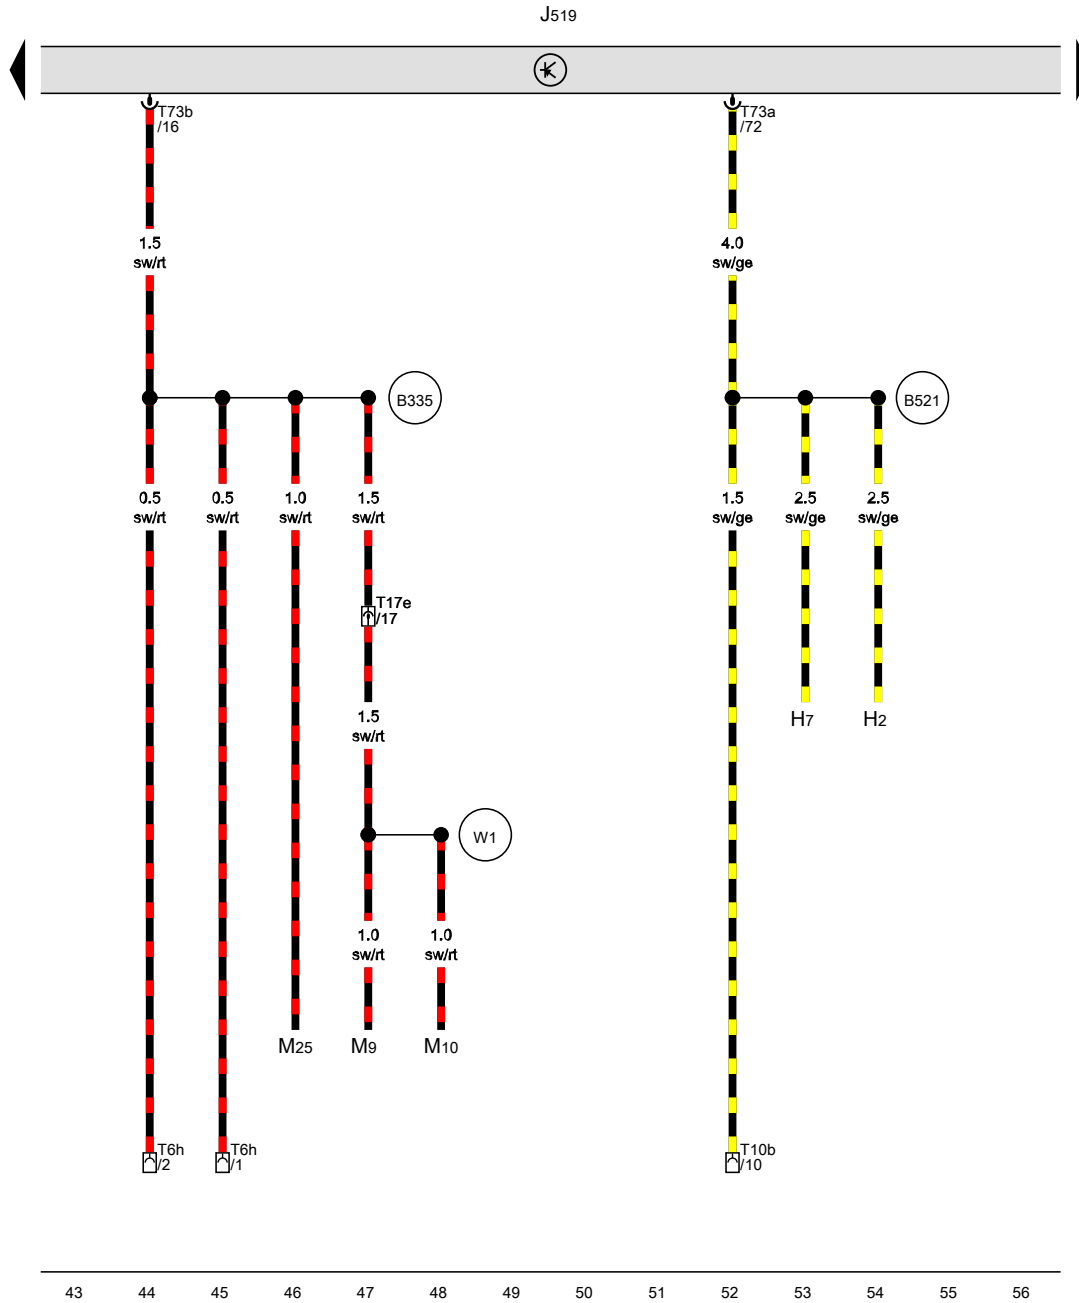 J519
T73b
/16
T73a
/72
1.5
sw/rt
4.0
sw/ge
B335
B521
0.5
sw/rt
0.5
sw/rt
1.0
sw/rt
1.5
sw/rt
1.5
sw/ge
2.5
sw/ge
2.5
sw/ge
T17e
/17
1.5
sw/rt
H7
H2
W1
1.0
sw/rt
1.0
sw/rt
M25
M9
M10
T6h
/2
T6h
/1
T10b
/10
43 44 45 46 47 48 49 50 51 52 53 54 55 56